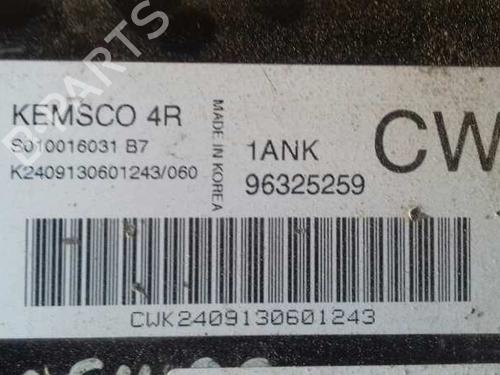 KEMSCO 4R
S010016031 B7
K2409130601243/060
MADE IN KOREA
1ANK
96325259
CW
CWK2409130601243
B-PARTS